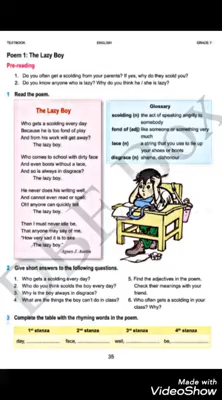 TEXTBOOK ENGLISH GRADE 7
Poem 1: The Lazy Boy
Pre-reading
1. Do you often get a scolding from your parents? If yes, why do they scold you?
2. Do you know anyone who is lazy? Why do you think he / she is lazy?
1 Read the poem.
The Lazy Boy
Who gets a scolding every day
Because he is too fond of play
And from his work will get away?
The lazy boy.
Who comes to school with dirty face
And even boots without a lace,
And so is always in disgrace?
The lazy boy.
He never does his writing well,
And cannot even read or spell;
Oh! anyone can quickly tell
The lazy boy.
Then I must never idle be,
That anyone may say of me,
"How very sad it is to see
The lazy boy."
Glossary
scolding (n) the act of speaking angrily to
somebody
fond of (adj) like someone or something very
much
lace (n) a string that you use to tie up
your shoes or boots
disgrace (n) shame, dishonour
2 Give short answers to the following questions.
1. Who gets a scolding every day?
2. Who do you think scolds the boy every day?
3. Why is the boy always in disgrace?
4. What are the things the boy can't do in class?
5. Find the adjectives in the poem.
Check their meanings with your
friend.
6. Who often gets a scolding in your
class? Why?
3 Complete the table with the rhyming words in the poem.
1st stanza 2nd stanza 3rd stanza 4th stanza
day, face, well, be,
35
Made with
VideoShow